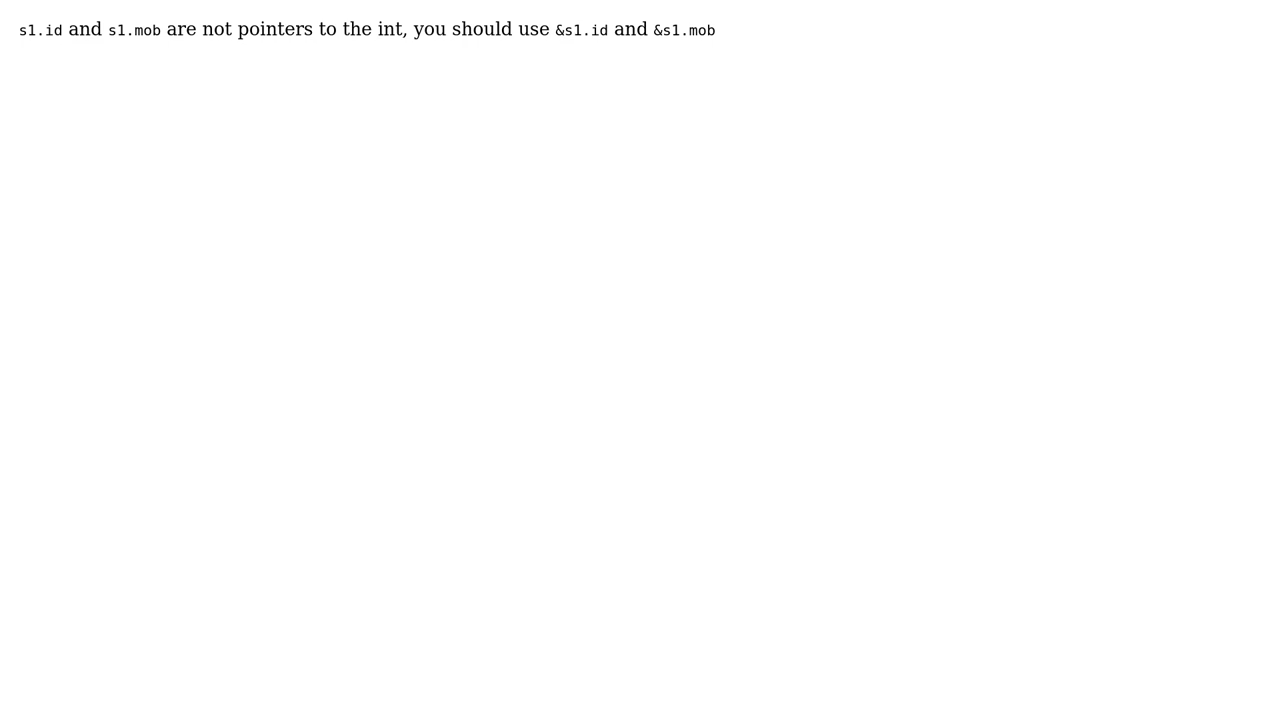 s1.id and s1.mob are not pointers to the int, you should use &s1.id and &s1.mob